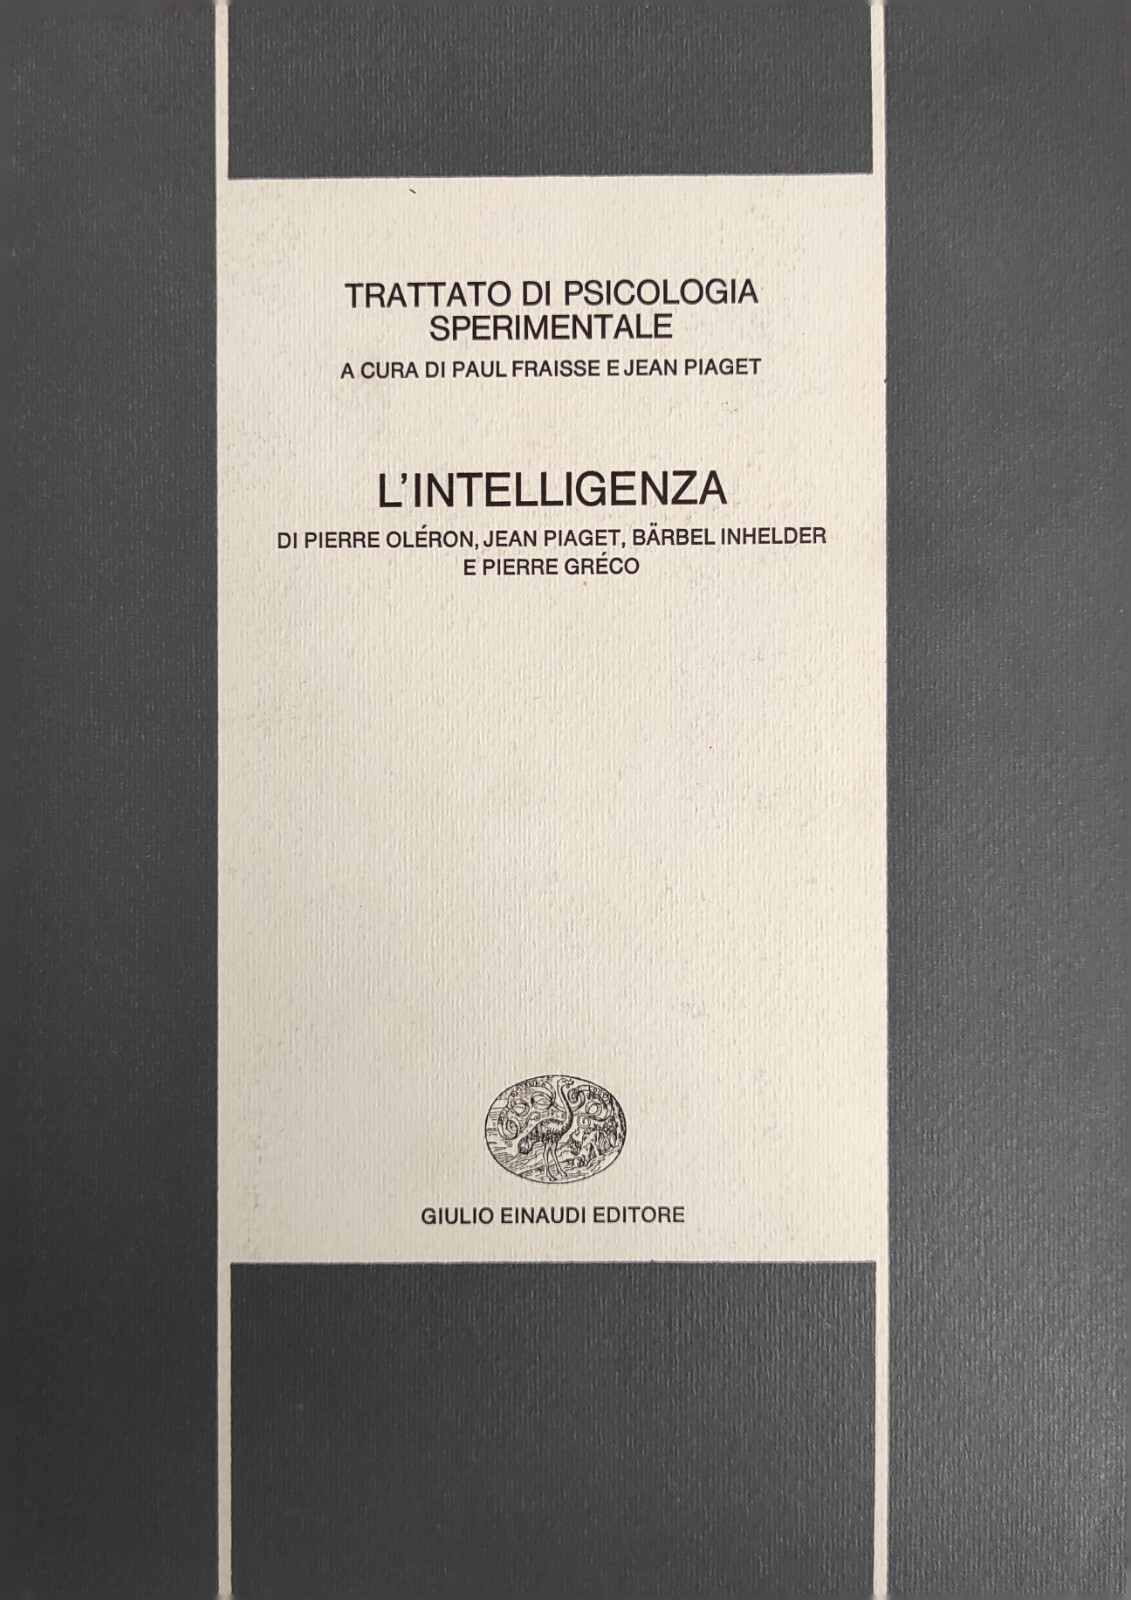 TRATTATO DI PSICOLOGIA
SPERIMENTALE
A CURA DI PAUL FRAISSE E JEAN PIAGET
L'INTELLIGENZA
DI PIERRE OLÉRON, JEAN PIAGET, BÄRBEL INHELDER
E PIERRE GRÉCO
GIULIO EINAUDI EDITORE